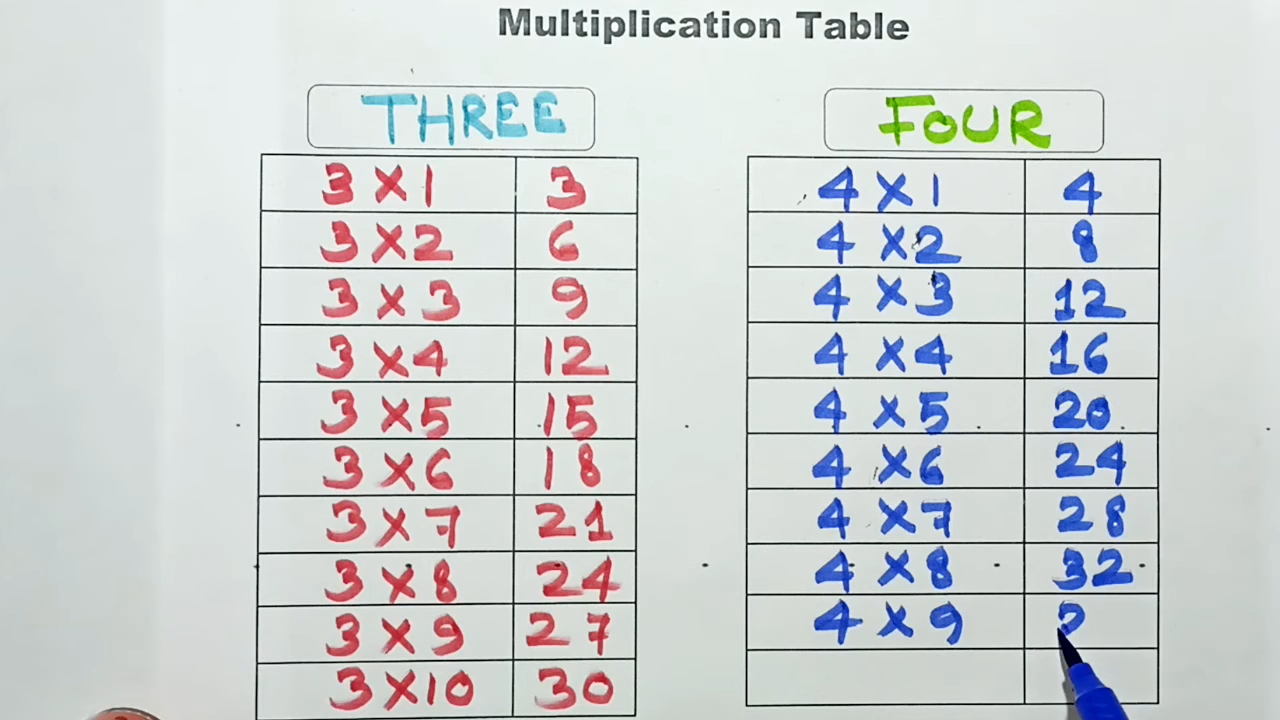 Multiplication Table
THREE
3 X 1 3
3 X 2 6
3 X 3 9
3 X 4 12
3 X 5 15
3 X 6 18
3 X 7 21
3 X 8 24
3 X 9 27
3 X 10 30
FOUR
4 X 1 4
4 X 2 8
4 X 3 12
4 X 4 16
4 X 5 20
4 X 6 24
4 X 7 28
4 X 8 32
4 X 9